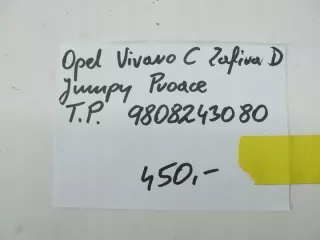 Opel Vivaro C Zafira D
Jumpy Proace
T.P. 9808243080
450,-